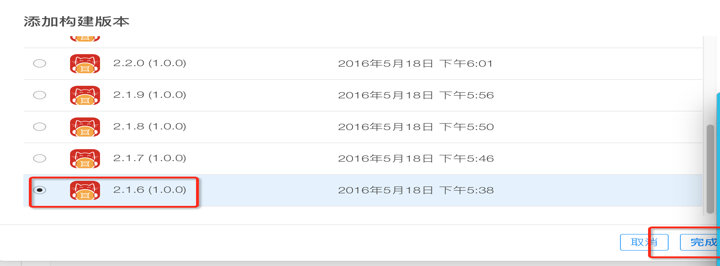 添加构建版本
2.2.0 (1.0.0) 2016年5月18日 下午6:01
2.1.9 (1.0.0) 2016年5月18日 下午5:56
2.1.8 (1.0.0) 2016年5月18日 下午5:50
2.1.7 (1.0.0) 2016年5月18日 下午5:46
2.1.6 (1.0.0) 2016年5月18日 下午5:38
取消 完成